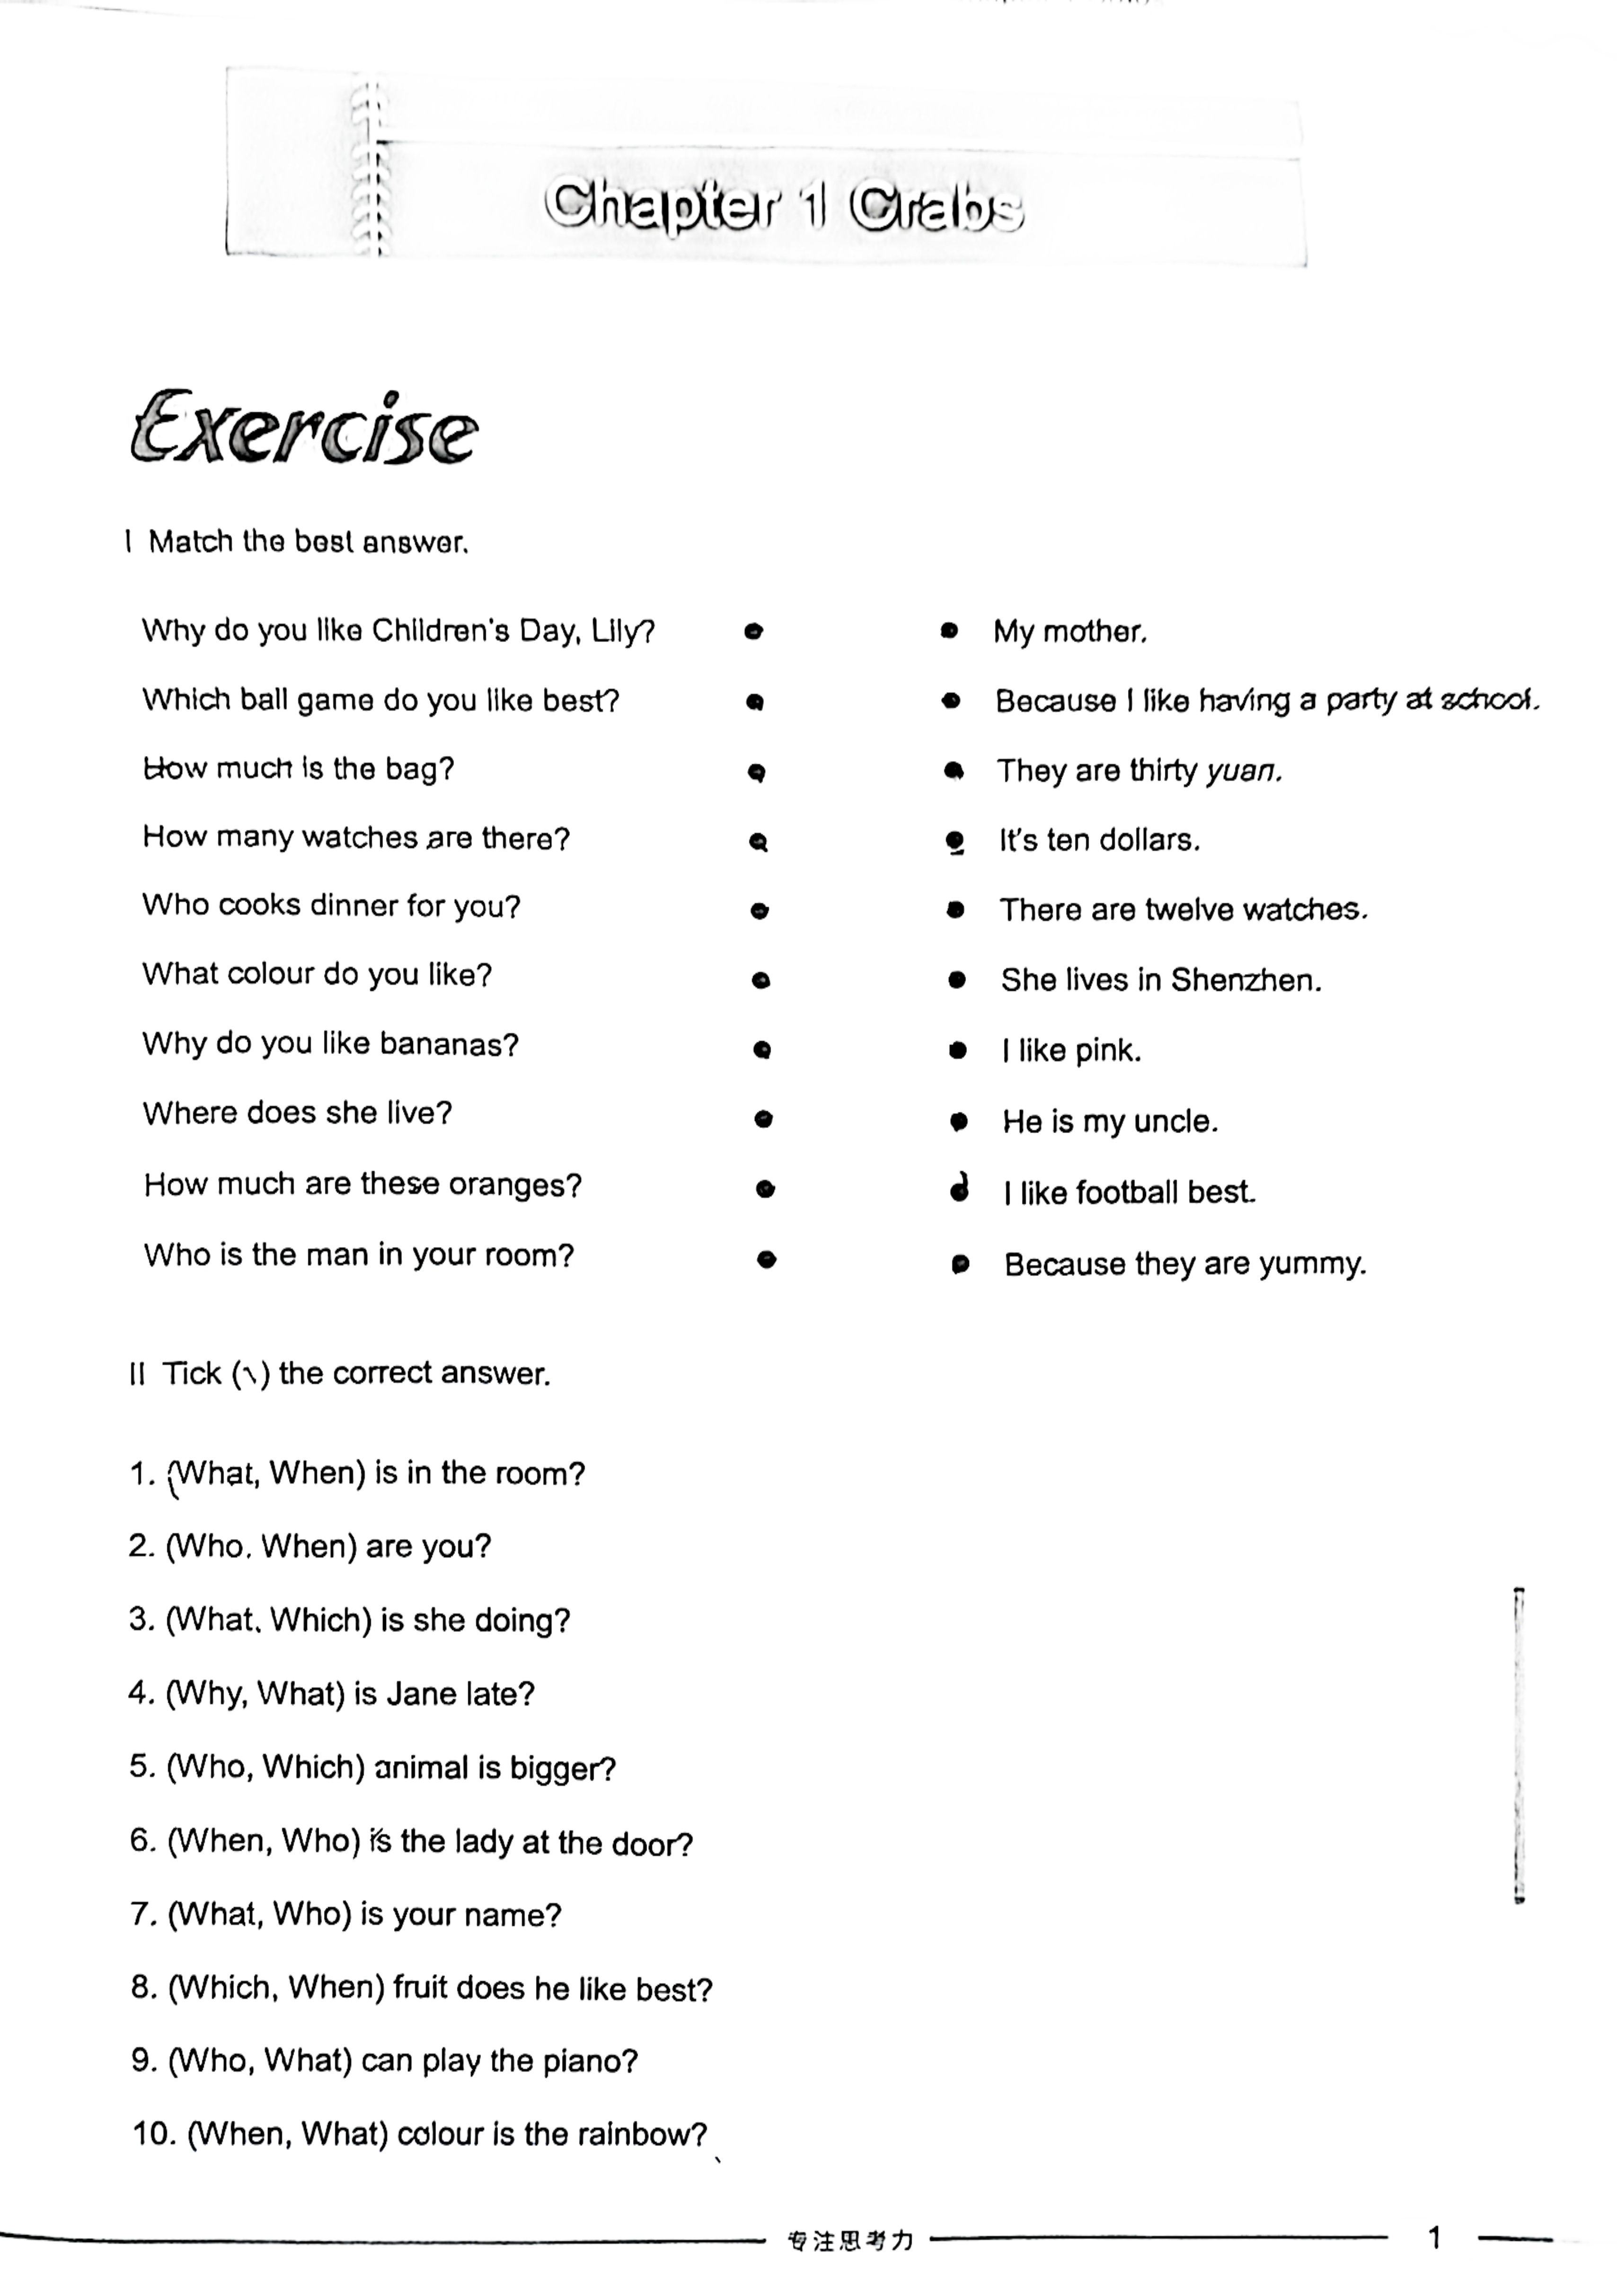 Chapter 1 Crabs
Exercise
I Match the best answer.
Why do you like Children's Day, Lily? ● ● My mother.
Which ball game do you like best? ● ● Because I like having a party at school.
How much is the bag? ● ● They are thirty yuan.
How many watches are there? ● ● It's ten dollars.
Who cooks dinner for you? ● ● There are twelve watches.
What colour do you like? ● ● She lives in Shenzhen.
Why do you like bananas? ● ● I like pink.
Where does she live? ● ● He is my uncle.
How much are these oranges? ● ● I like football best.
Who is the man in your room? ● ● Because they are yummy.
II Tick (√) the correct answer.
1. (What, When) is in the room?
2. (Who, When) are you?
3. (What, Which) is she doing?
4. (Why, What) is Jane late?
5. (Who, Which) animal is bigger?
6. (When, Who) is the lady at the door?
7. (What, Who) is your name?
8. (Which, When) fruit does he like best?
9. (Who, What) can play the piano?
10. (When, What) colour is the rainbow?
专注思考力 1